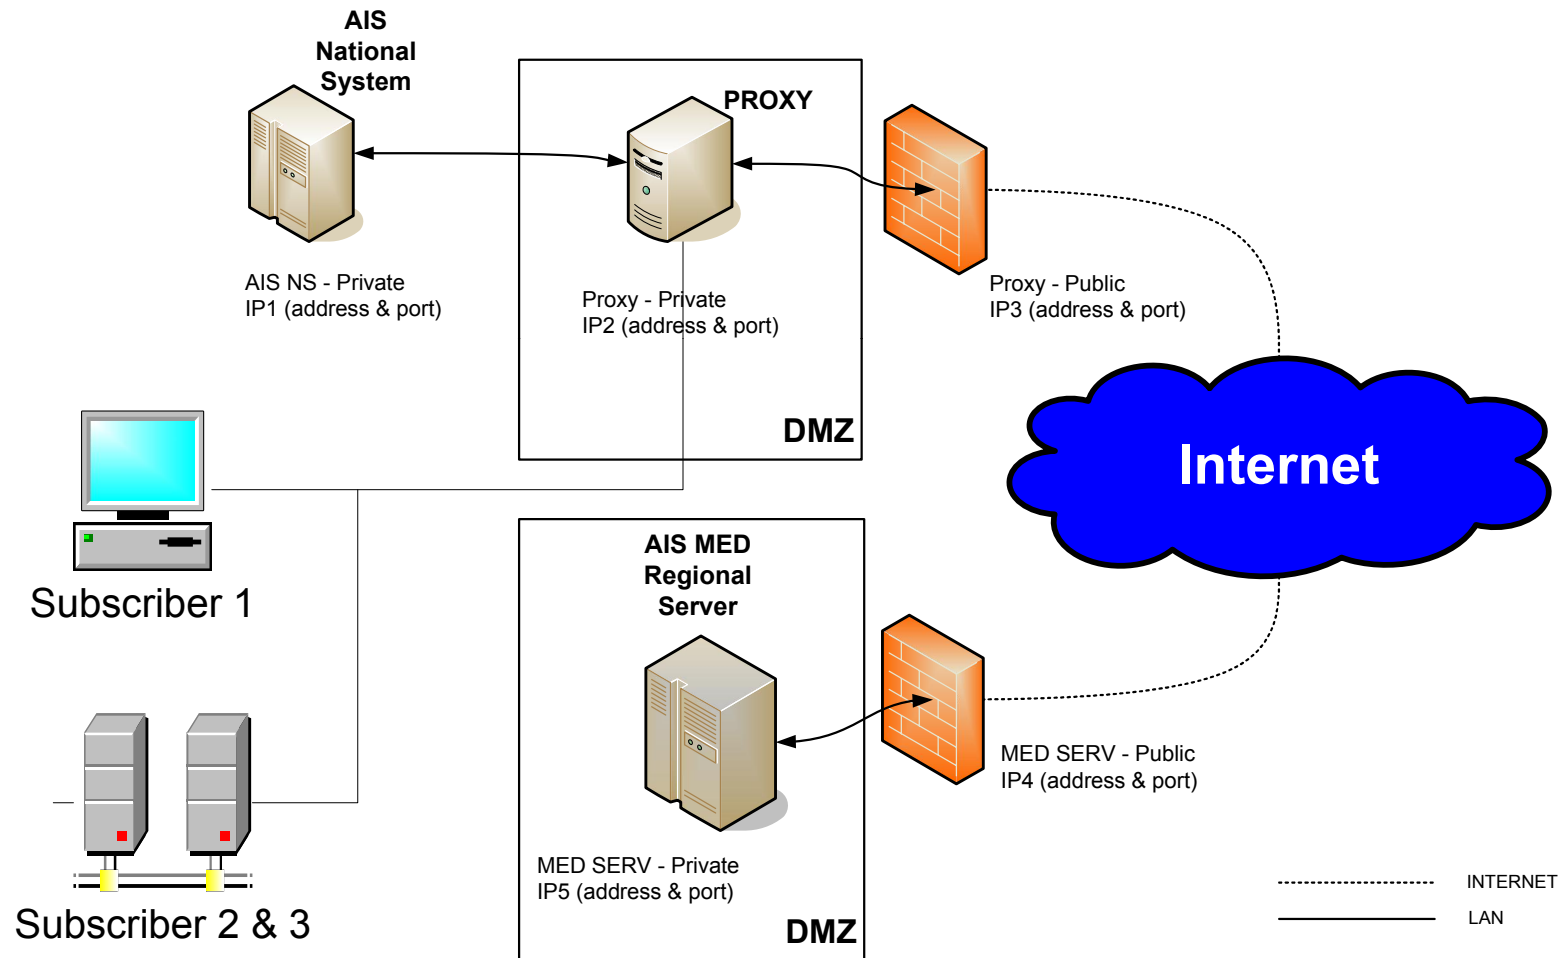 AIS
National
System
PROXY
AIS NS - Private
IP1 (address & port)
Proxy - Private
IP2 (address & port)
Proxy - Public
IP3 (address & port)
DMZ
Internet
Subscriber 1
AIS MED
Regional
Server
MED SERV - Public
IP4 (address & port)
MED SERV - Private
IP5 (address & port)
DMZ
Subscriber 2 & 3
INTERNET
LAN